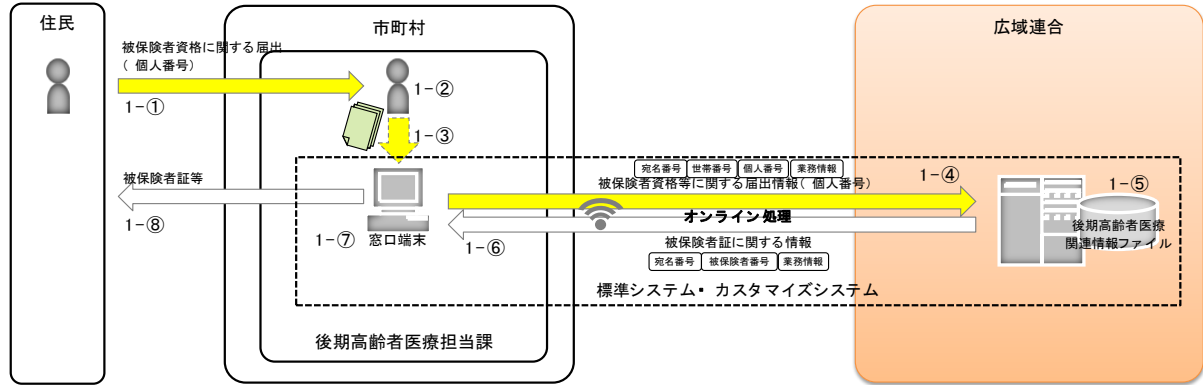 住民
市町村
広域連合
被保険者資格に関する届出
( 個人番号)
1-①
1-②
1-③
宛名番号 世帯番号 個人番号 業務情報
被保険者資格等に関する届出情報( 個人番号)
1-④
1-⑤
被保険者証等
1-⑧
オンライン 処理
1-⑦
窓口端末
1-⑥
被保険者証に関する情報
宛名番号 被保険者番号 業務情報
後期高齢者医療
関連情報ファイル
標準システム・ カスタマイズシステム
後期高齢者医療担当課